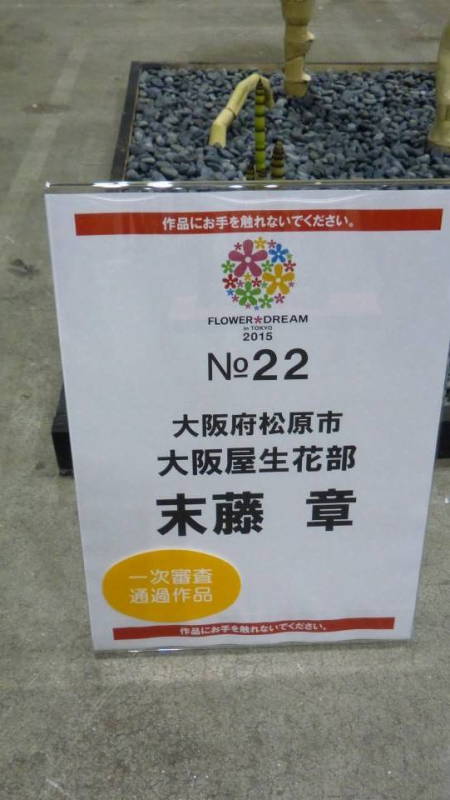 作品にお手を触れないでください。
FLOWER*DREAM
in TOKYO
2015
№22
大阪府松原市
大阪屋生花部
末藤 章
一次審査
通過作品
作品にお手を触れないでください。